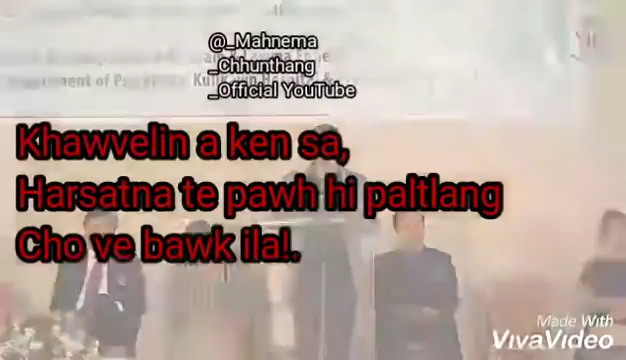 @_Mahnema
_Chhunthang
_Official YouTube
Khawvelin a ken sa,
Harsatna te pawh hi paltlang
Cho ve bawk ila!.
Made With
VivaVideo